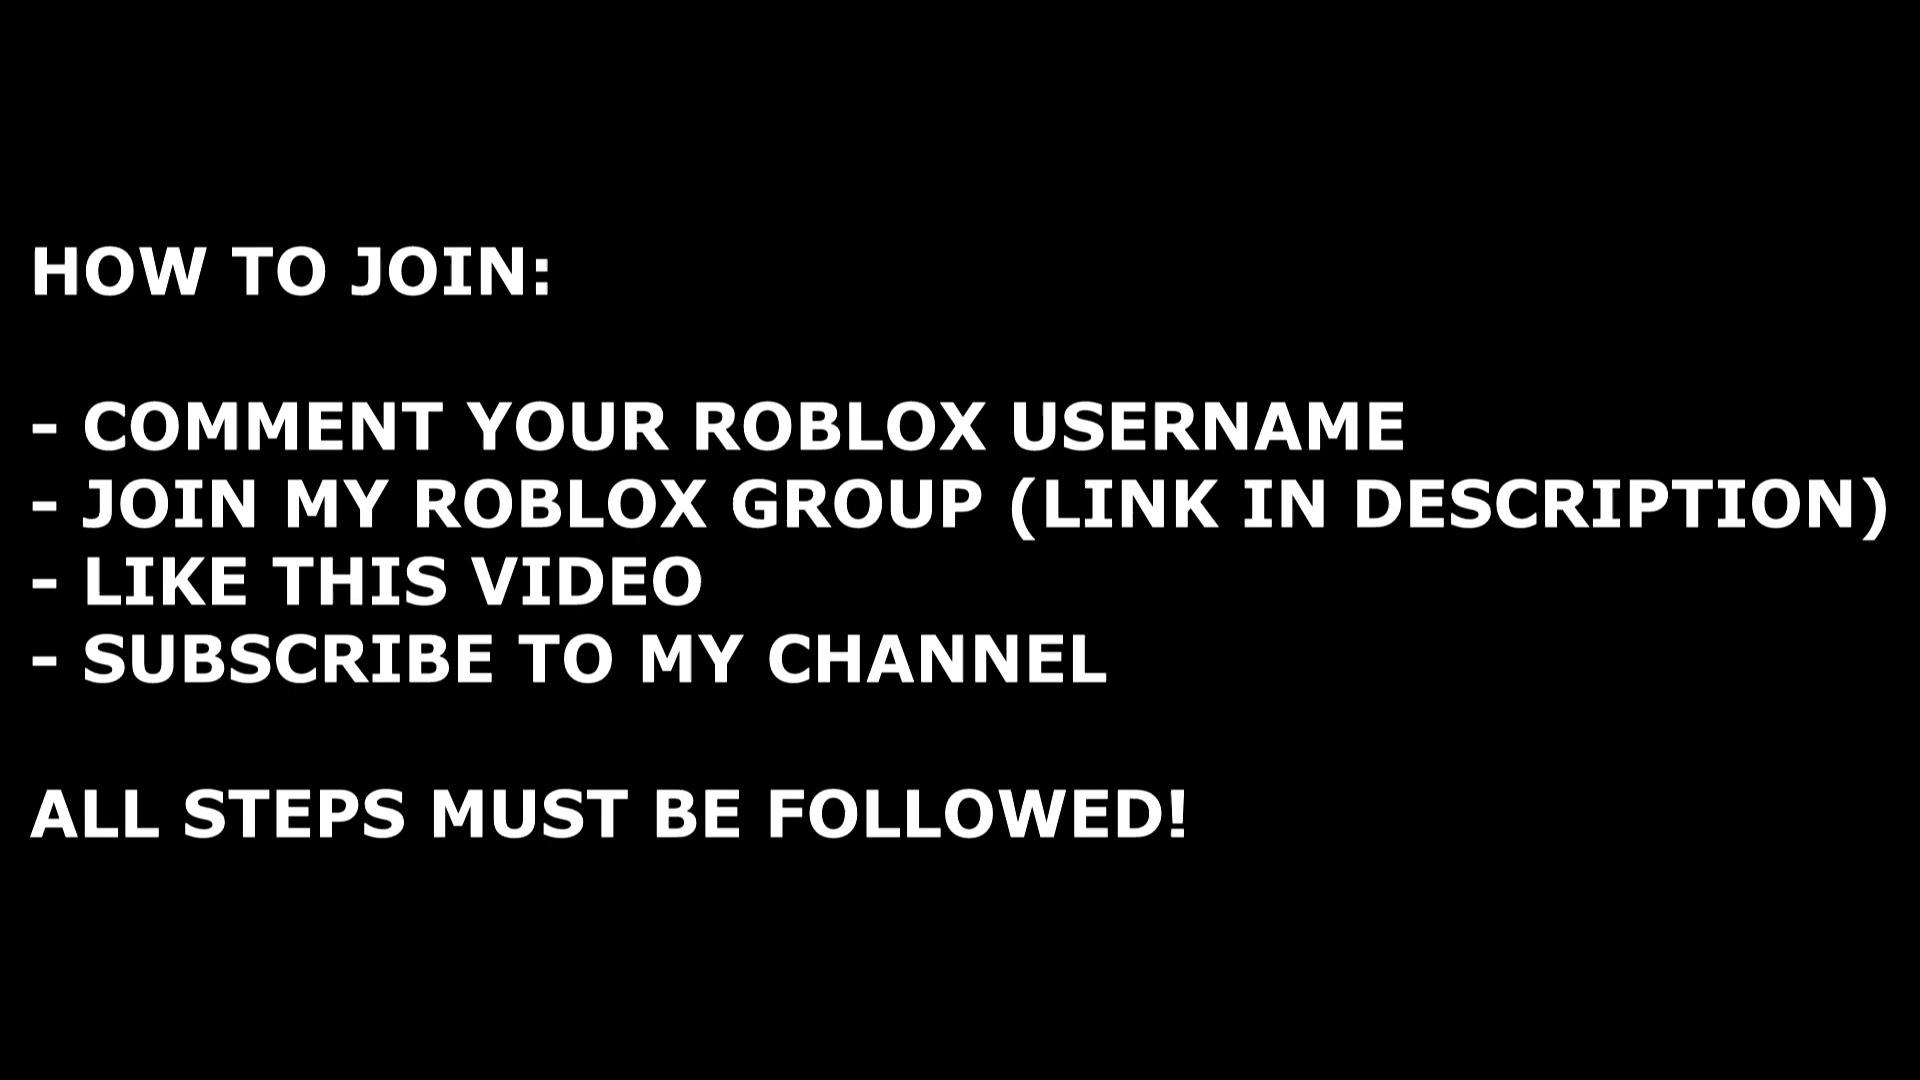 HOW TO JOIN:
- COMMENT YOUR ROBLOX USERNAME
- JOIN MY ROBLOX GROUP (LINK IN DESCRIPTION)
- LIKE THIS VIDEO
- SUBSCRIBE TO MY CHANNEL
ALL STEPS MUST BE FOLLOWED!